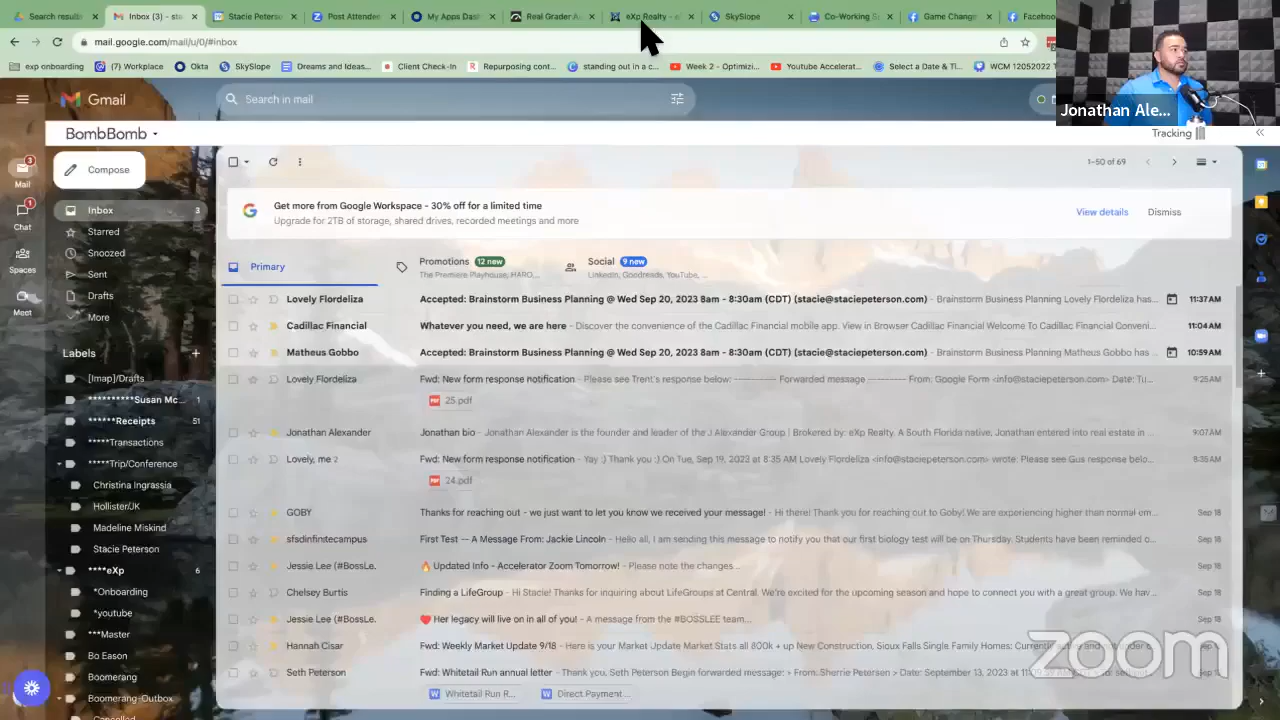 Inbox (3) - st
Stacie Peters
Post Attende
My Apps Das
Real Grader A
eXp Realty - e
SkySlope
Co-Working S
Game Change
Facebo
mail.google.com/mail/u/0/#inbox
exp onboarding
(7) Workplace
Okta
SkySlope
Dreams and Ideas...
Client Check-In
Repurposing cont...
standing out in a c...
Week 2 - Optimizi...
Youtube Accelerat...
Select a Date & Ti...
WCM 12052022
Jonathan Ale...
Gmail
Search in mail
BombBomb
Tracking
Compose
1–50 of 69
3
Mail
Inbox 3
1
Chat
Starred
Snoozed
Spaces
Sent
Drafts
Meet
More
Labels
[Imap]/Drafts
**********Susan Mc... 1
******Receipts 51
*****Transactions
*****Trip/Conference
Christina Ingrassia
Hollister/JK
Madeline Miskind
Stacie Peterson
****eXp 6
*Onboarding
*youtube
***Master
Bo Eason
Boomerang
Boomerang-Outbox
Get more from Google Workspace - 30% off for a limited time
Upgrade for 2TB of storage, shared drives, recorded meetings and more
View details
Dismiss
Primary
Promotions 12 new
The Premiere Playhouse, HARO, ...
Social 9 new
LinkedIn, Goodreads, YouTube, ...
Lovely Flordeliza Accepted: Brainstorm Business Planning @ Wed Sep 20, 2023 8am - 8:30am (CDT) (stacie@staciepeterson.com) - Brainstorm Business Planning Lovely Flordeliza has... 11:37 AM
Cadillac Financial Whatever you need, we are here - Discover the convenience of the Cadillac Financial mobile app. View in Browser Cadillac Financial Welcome To Cadillac Financial Conveni... 11:04 AM
Matheus Gobbo Accepted: Brainstorm Business Planning @ Wed Sep 20, 2023 8am - 8:30am (CDT) (stacie@staciepeterson.com) - Brainstorm Business Planning Matheus Gobbo has ... 10:59 AM
Lovely Flordeliza Fwd: New form response notification - Please see Trent's response below: ---------- Forwarded message --------- From: Google Form <info@staciepeterson.com> Date: Tu... 9:25 AM
25.pdf
Jonathan Alexander Jonathan bio - Jonathan Alexander is the founder and leader of the J Alexander Group | Brokered by: eXp Realty. A South Florida native, Jonathan entered into real estate in ... 9:07 AM
Lovely, me 2 Fwd: New form response notification - Yay :) Thank you :) On Tue, Sep 19, 2023 at 8:35 AM Lovely Flordeliza <info@staciepeterson.com> wrote: Please see Gus response belo... 8:35 AM
24.pdf
GOBY Thanks for reaching out - we just want to let you know we received your message! - Hi there! Thank you for reaching out to Goby! We are experiencing higher than normal em... Sep 18
sfsdinfinitecampus First Test — A Message From: Jackie Lincoln - Hello all, I am sending this message to notify you that our first biology test will be on Thursday. Students have been reminded o... Sep 18
Jessie Lee (#BossLe. 🔥 Updated Info - Accelerator Zoom Tomorrow! - Please note the changes... Sep 18
Chelsey Burtis Finding a LifeGroup - Hi Stacie! Thanks for inquiring about LifeGroups at Central. We're excited for the upcoming season and hope to connect you with a great group. We hav... Sep 18
Jessie Lee (#BossLe. ❤️ Her legacy will live on in all of you! - A message from the #BOSSLEE team... Sep 18
Hannah Cisar Fwd: Weekly Market Update 9/18 - Here is your Market Update Market Stats all 800k + up New Construction, Sioux Falls Single Family Homes: Currently
Seth Peterson Fwd: Whitetail Run annual letter - Thank you, Seth Peterson Begin forwarded message: > From: Sherrie Petersen > Date: September 13, 2023 at
Whitetail Run R...
Direct Payment...
zoom